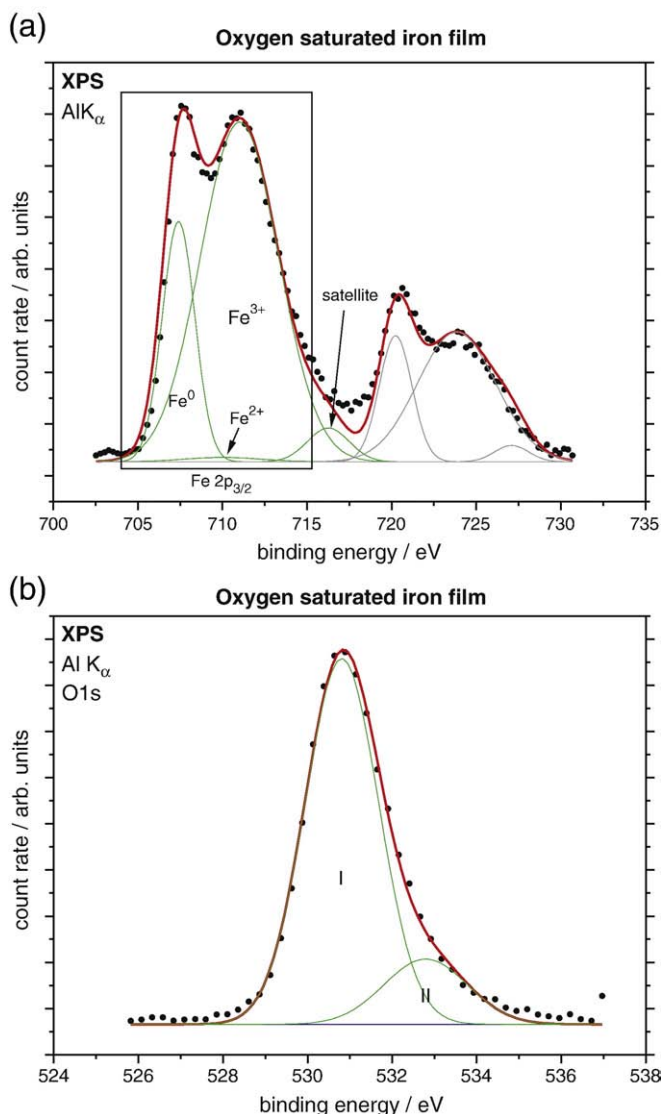 (a)
Oxygen saturated iron film
XPS
AlKα
count rate / arb. units
satellite
Fe3+
Fe0
Fe2+
Fe 2p3/2
700 705 710 715 720 725 730 735
binding energy / eV
(b)
Oxygen saturated iron film
XPS
Al Kα
O1s
count rate / arb. units
I
II
524 526 528 530 532 534 536 538
binding energy / eV